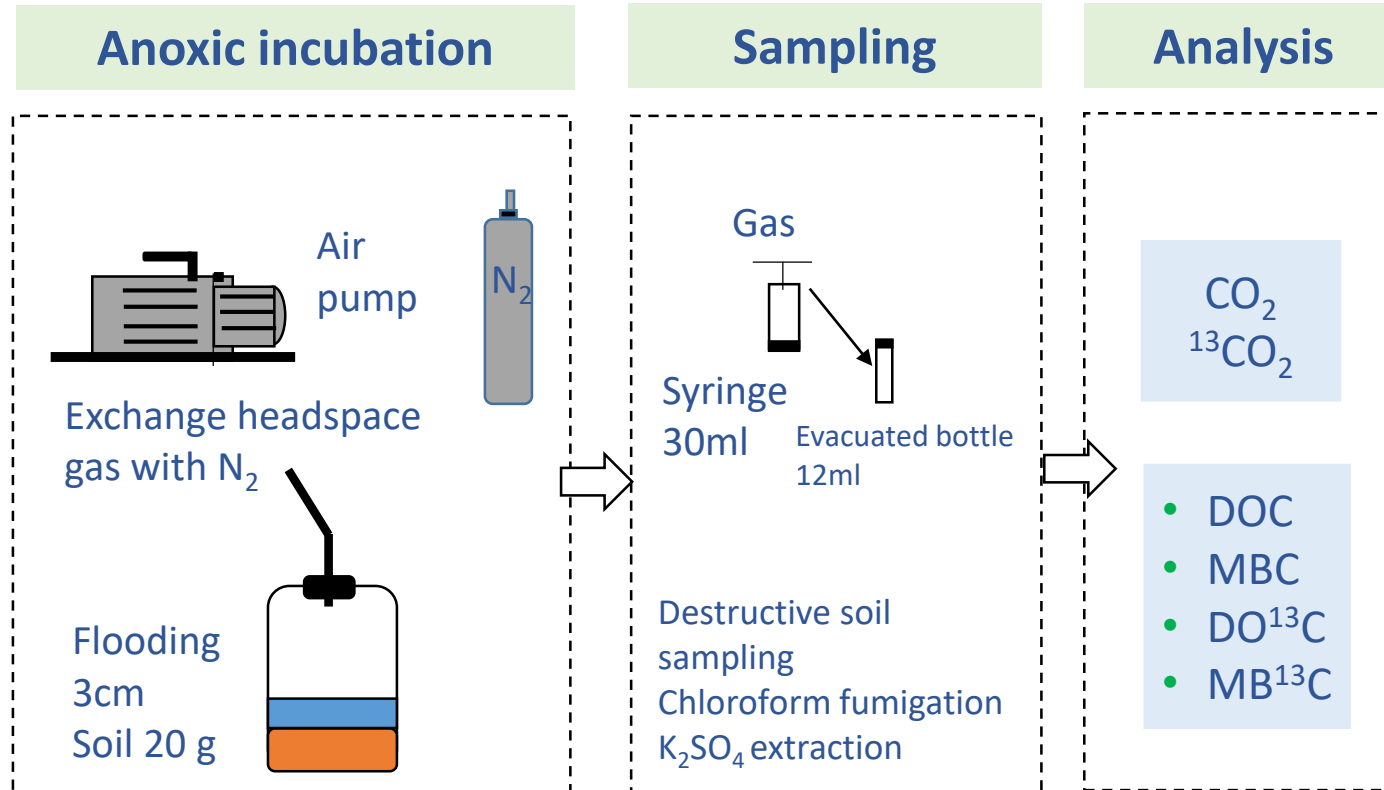 Anoxic incubation
Air
pump
N₂
Exchange headspace
gas with N₂
Flooding
3cm
Soil 20 g
Sampling
Gas
Syringe
30ml
Evacuated bottle
12ml
Destructive soil
sampling
Chloroform fumigation
K₂SO₄ extraction
Analysis
CO₂
¹³CO₂
• DOC
• MBC
• DO¹³C
• MB¹³C